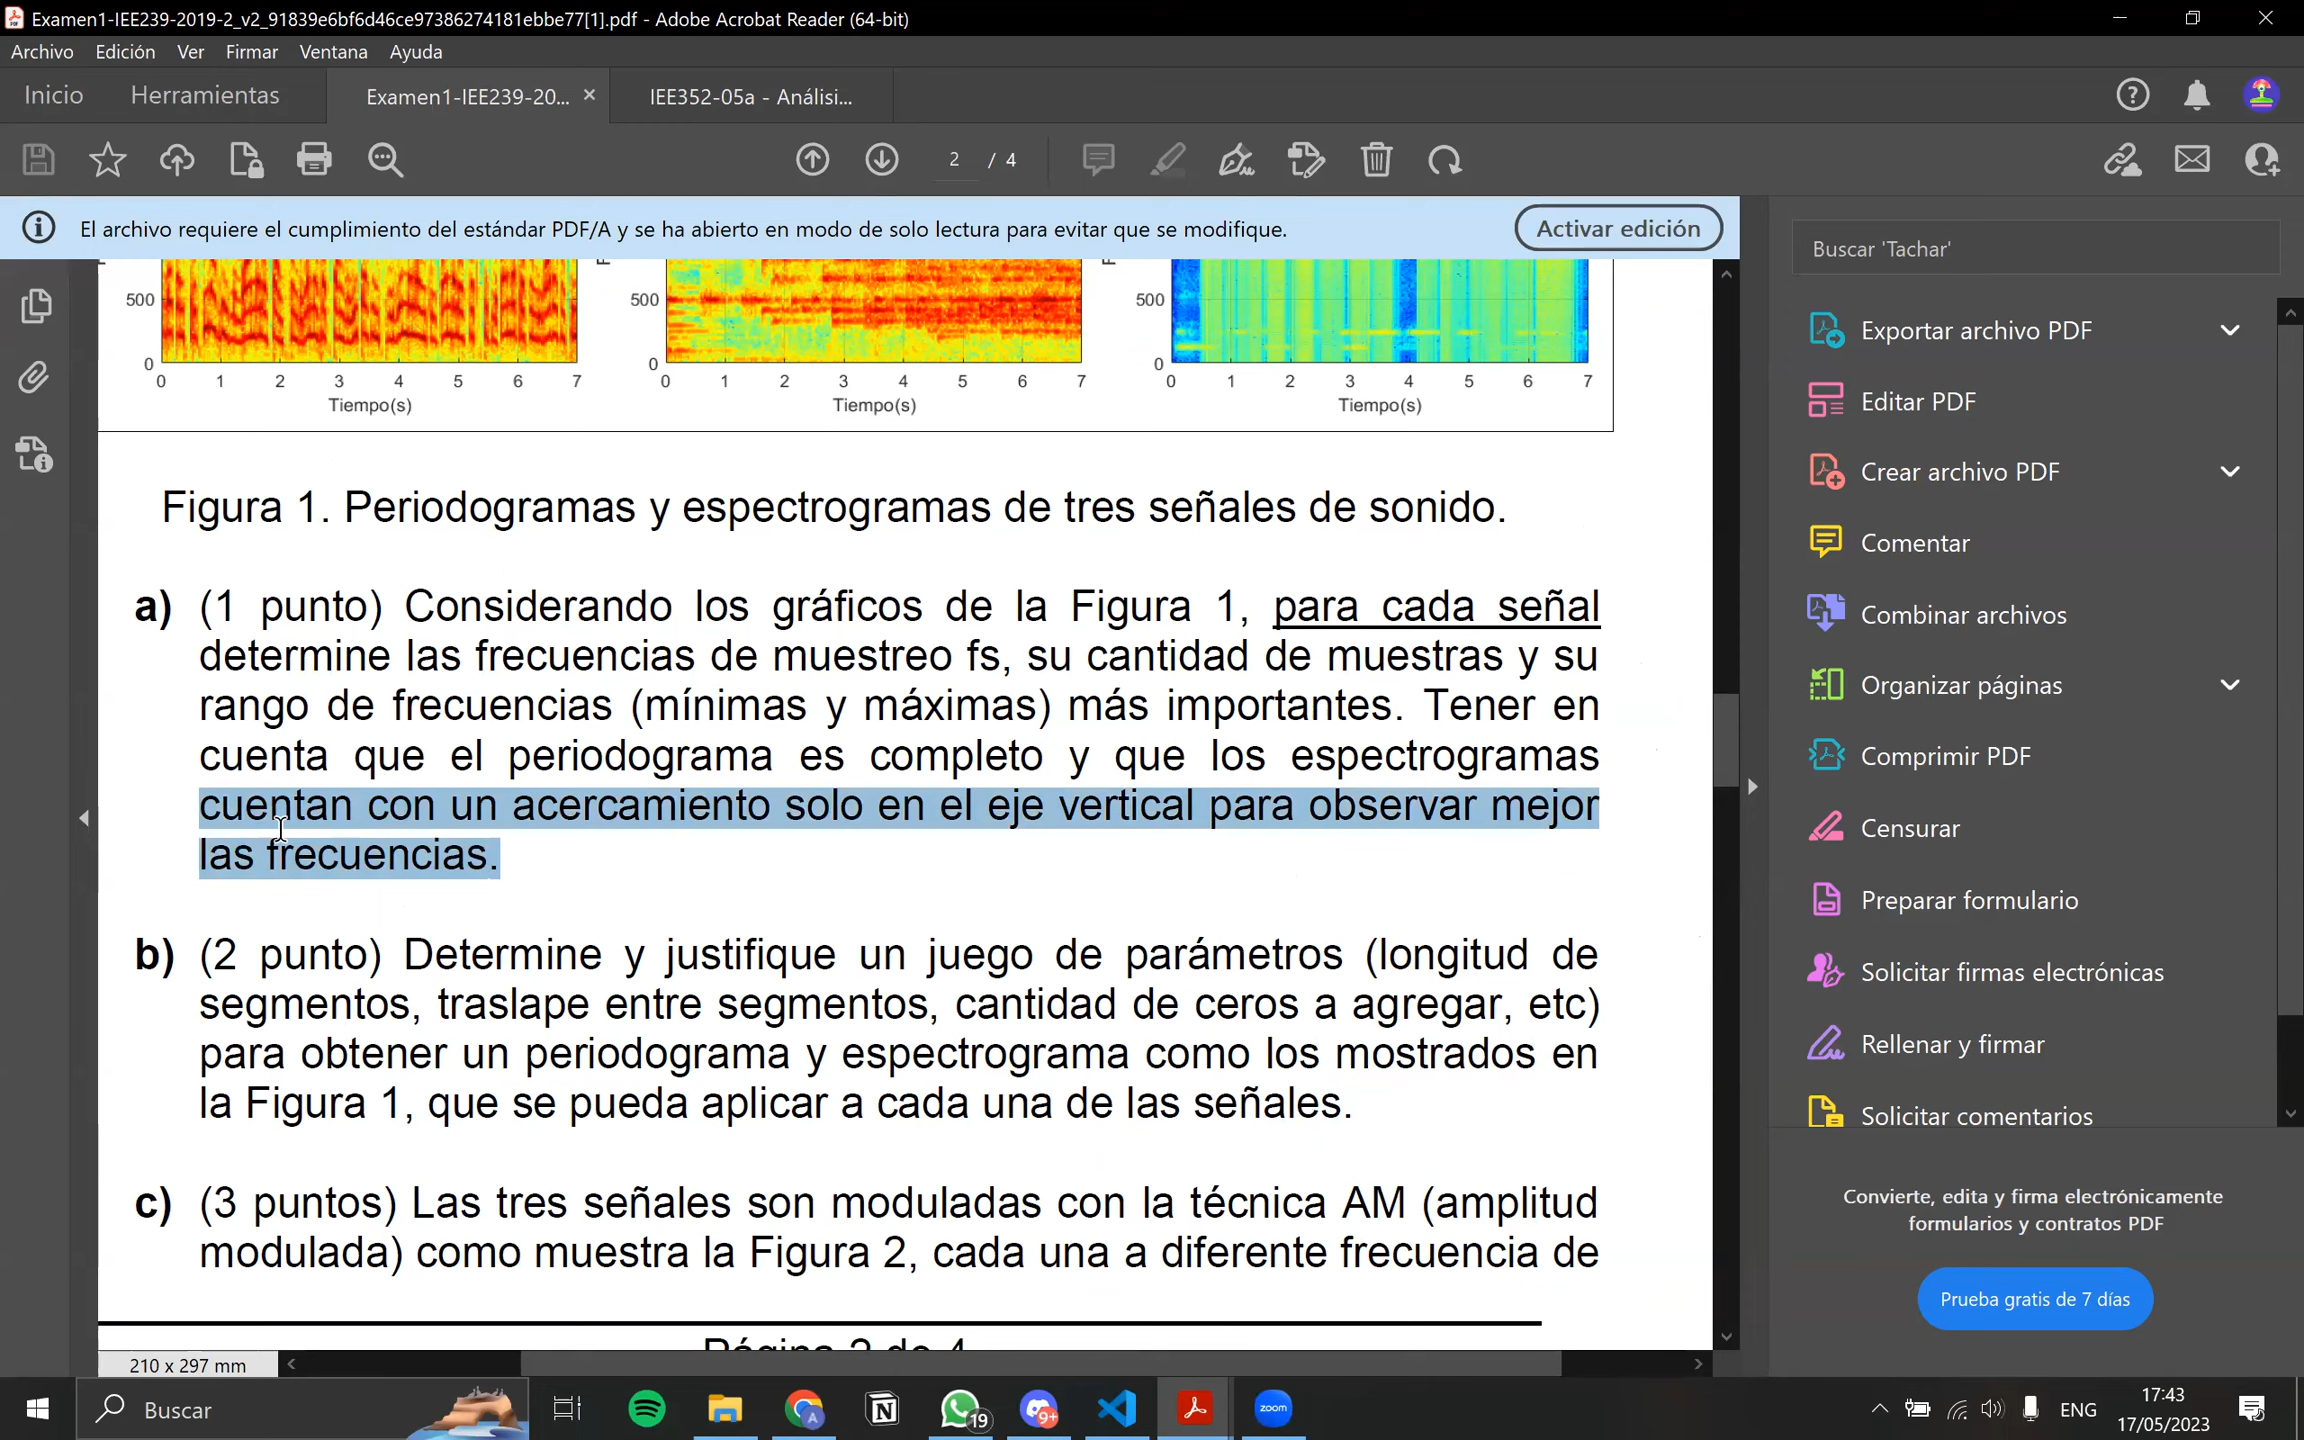 Examen1-IEE239-2019-2_v2_91839e6bf6d46ce97386274181ebbe77[1].pdf - Adobe Acrobat Reader (64-bit)
Archivo Edición Ver Firmar Ventana Ayuda
Inicio Herramientas Examen1-IEE239-20... × IEE352-05a - Análisi...
2 / 4
El archivo requiere el cumplimiento del estándar PDF/A y se ha abierto en modo de solo lectura para evitar que se modifique. Activar edición
Buscar 'Tachar'
500 500 500
0 0 0
0 1 2 3 4 5 6 7 0 1 2 3 4 5 6 7 0 1 2 3 4 5 6 7
Tiempo(s) Tiempo(s) Tiempo(s)
Figura 1. Periodogramas y espectrogramas de tres señales de sonido.
a) (1 punto) Considerando los gráficos de la Figura 1, para cada señal
determine las frecuencias de muestreo fs, su cantidad de muestras y su
rango de frecuencias (mínimas y máximas) más importantes. Tener en
cuenta que el periodograma es completo y que los espectrogramas
cuentan con un acercamiento solo en el eje vertical para observar mejor
las frecuencias.
b) (2 punto) Determine y justifique un juego de parámetros (longitud de
segmentos, traslape entre segmentos, cantidad de ceros a agregar, etc)
para obtener un periodograma y espectrograma como los mostrados en
la Figura 1, que se pueda aplicar a cada una de las señales.
c) (3 puntos) Las tres señales son moduladas con la técnica AM (amplitud
modulada) como muestra la Figura 2, cada una a diferente frecuencia de
Página 2 de 4
210 x 297 mm
Exportar archivo PDF
Editar PDF
Crear archivo PDF
Comentar
Combinar archivos
Organizar páginas
Comprimir PDF
Censurar
Preparar formulario
Solicitar firmas electrónicas
Rellenar y firmar
Solicitar comentarios
Convierte, edita y firma electrónicamente
formularios y contratos PDF
Prueba gratis de 7 días
Buscar
19
9+
zoom
ENG
17:43
17/05/2023